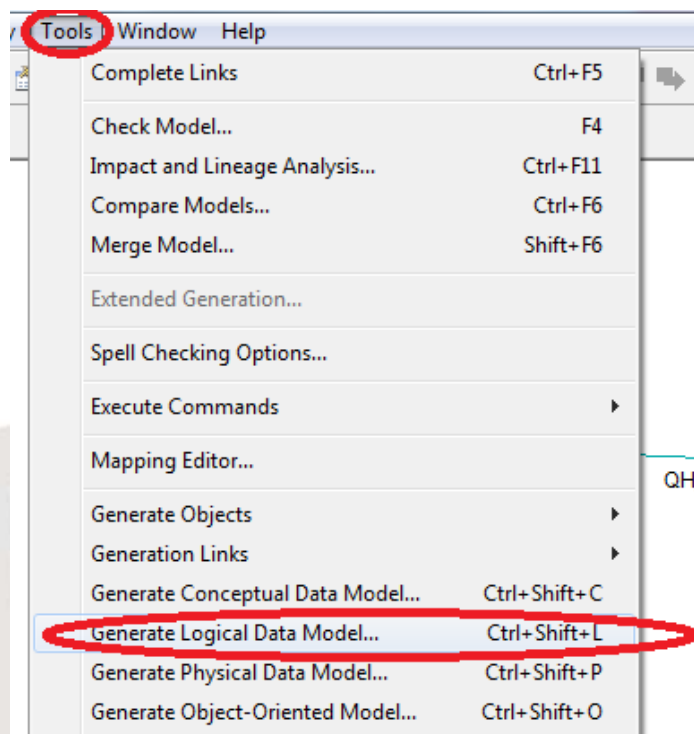 Tools Window Help
Complete Links Ctrl+F5
Check Model... F4
Impact and Lineage Analysis... Ctrl+F11
Compare Models... Ctrl+F6
Merge Model... Shift+F6
Extended Generation...
Spell Checking Options...
Execute Commands
Mapping Editor...
QH
Generate Objects
Generation Links
Generate Conceptual Data Model... Ctrl+Shift+C
Generate Logical Data Model... Ctrl+Shift+L
Generate Physical Data Model... Ctrl+Shift+P
Generate Object-Oriented Model... Ctrl+Shift+O